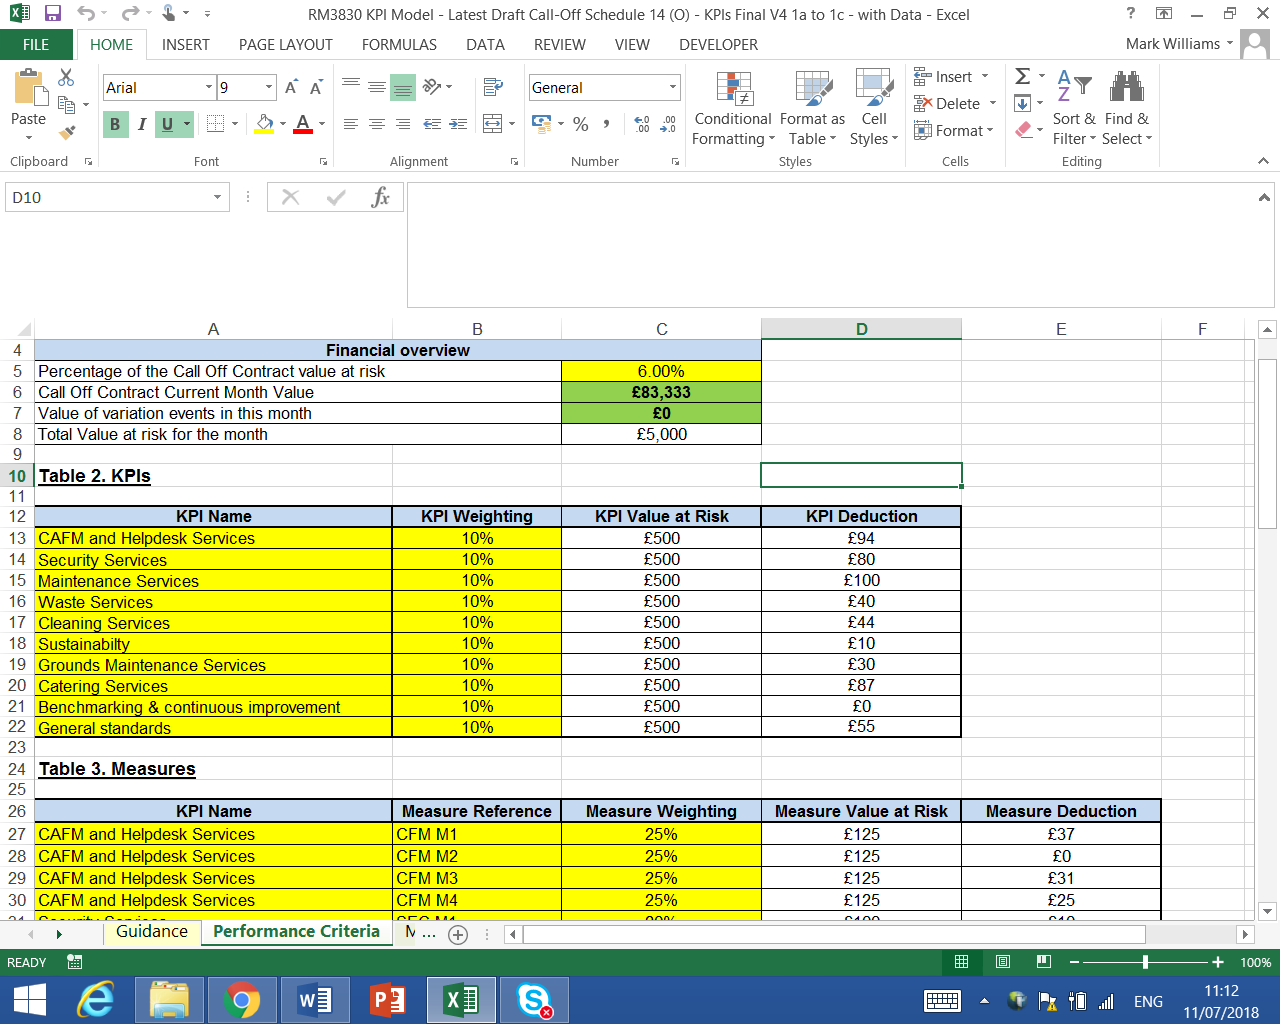 RM3830 KPI Model - Latest Draft Call-Off Schedule 14 (O) - KPIs Final V4 1a to 1c - with Data - Excel
FILE HOME INSERT PAGE LAYOUT FORMULAS DATA REVIEW VIEW DEVELOPER Mark Williams
Paste
Arial 9
B I U
General
Conditional Formatting
Format as Table
Cell Styles
Insert
Delete
Format
Sort & Filter
Find & Select
Clipboard Font Alignment Number Styles Cells Editing
D10
fx
A B C D E F
4 Financial overview
5 Percentage of the Call Off Contract value at risk 6.00%
6 Call Off Contract Current Month Value £83,333
7 Value of variation events in this month £0
8 Total Value at risk for the month £5,000
9
10 Table 2. KPIs
11
12 KPI Name KPI Weighting KPI Value at Risk KPI Deduction
13 CAFM and Helpdesk Services 10% £500 £94
14 Security Services 10% £500 £80
15 Maintenance Services 10% £500 £100
16 Waste Services 10% £500 £40
17 Cleaning Services 10% £500 £44
18 Sustainabilty 10% £500 £10
19 Grounds Maintenance Services 10% £500 £30
20 Catering Services 10% £500 £87
21 Benchmarking & continuous improvement 10% £500 £0
22 General standards 10% £500 £55
23
24 Table 3. Measures
25
26 KPI Name Measure Reference Measure Weighting Measure Value at Risk Measure Deduction
27 CAFM and Helpdesk Services CFM M1 25% £125 £37
28 CAFM and Helpdesk Services CFM M2 25% £125 £0
29 CAFM and Helpdesk Services CFM M3 25% £125 £31
30 CAFM and Helpdesk Services CFM M4 25% £125 £25
Guidance Performance Criteria M ...
READY 100%
ENG
11:12
11/07/2018